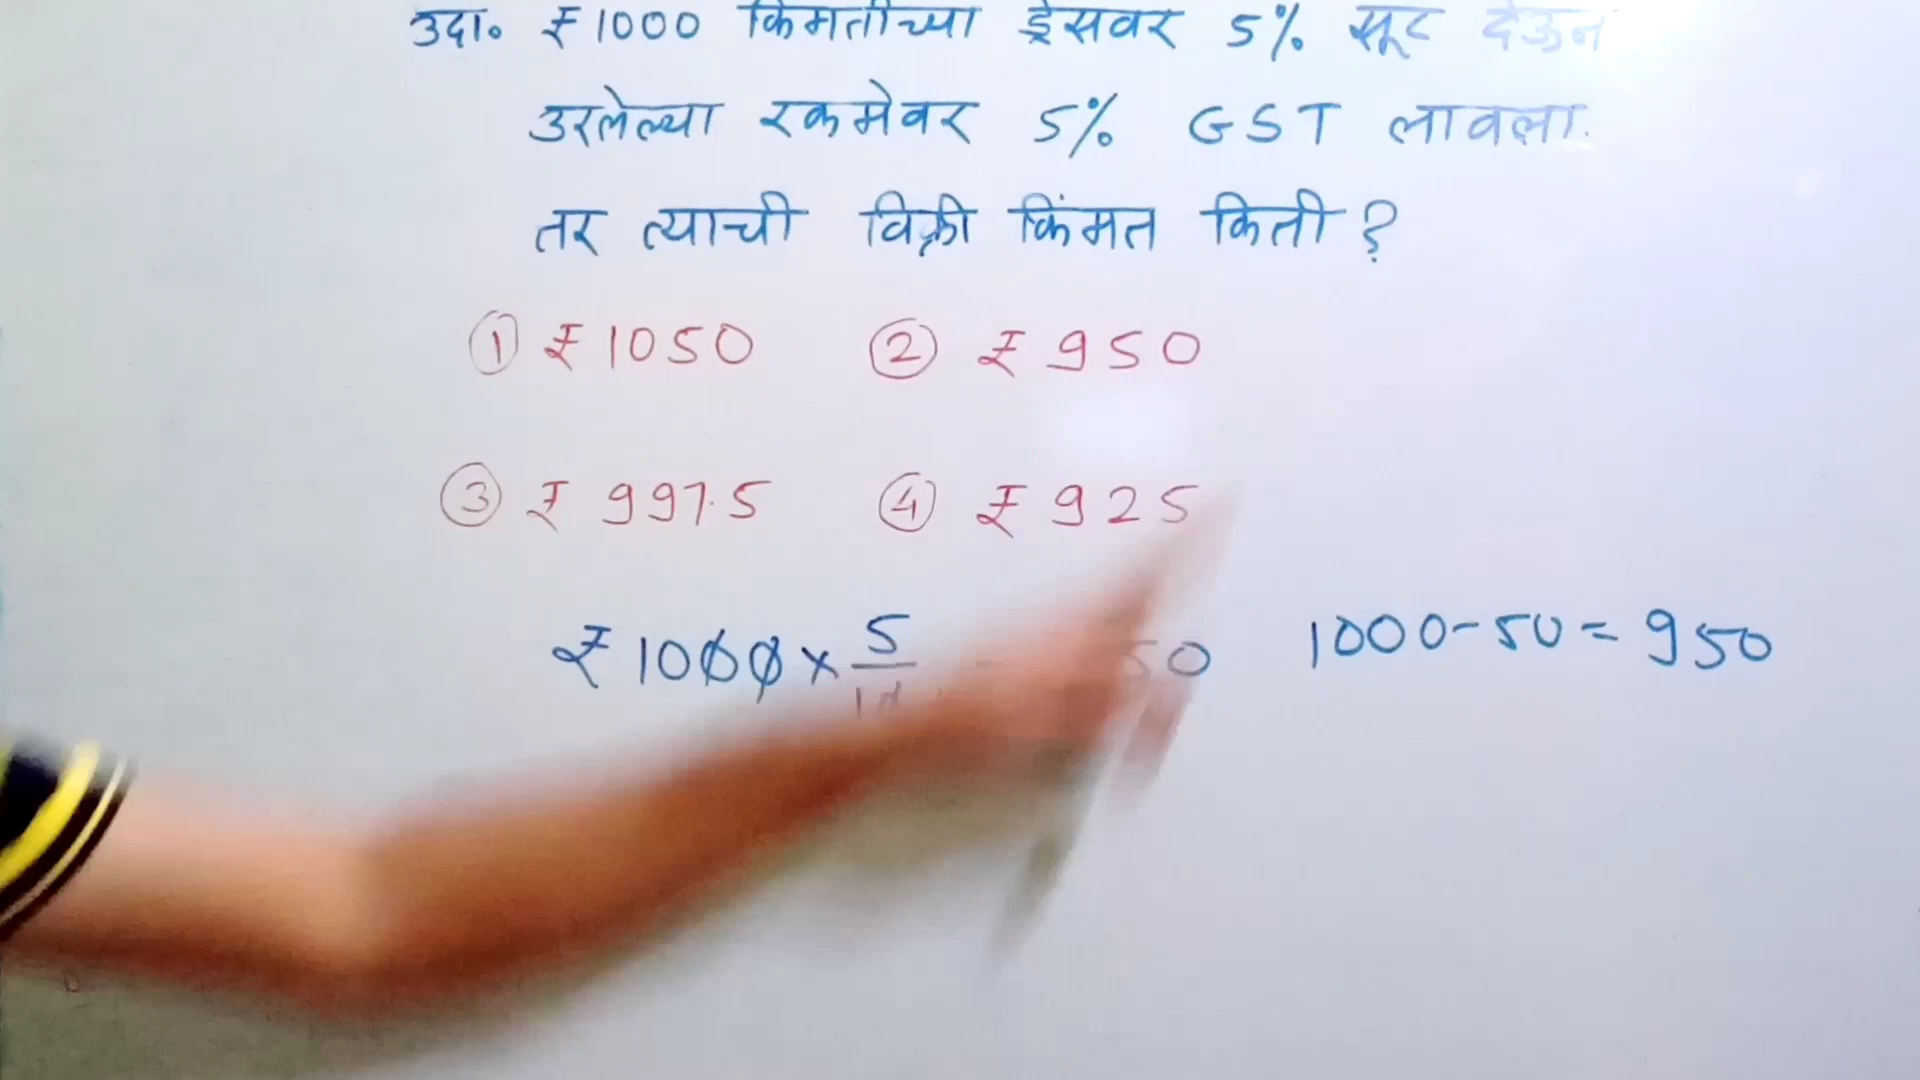 उदा० ₹1000 किमतीच्या ड्रेसवर 5% सूट देऊन
उरलेल्या रकमेवर 5% GST लावला.
तर त्याची विक्री किंमत किती?
① ₹1050 ② ₹950
③ ₹997.5 ④ ₹925
₹1000 × 5 50 1000-50=950